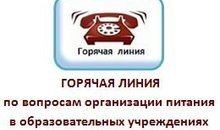 Горячая линия
ГОРЯЧАЯ ЛИНИЯ
по вопросам организации питания
в образовательных учреждениях